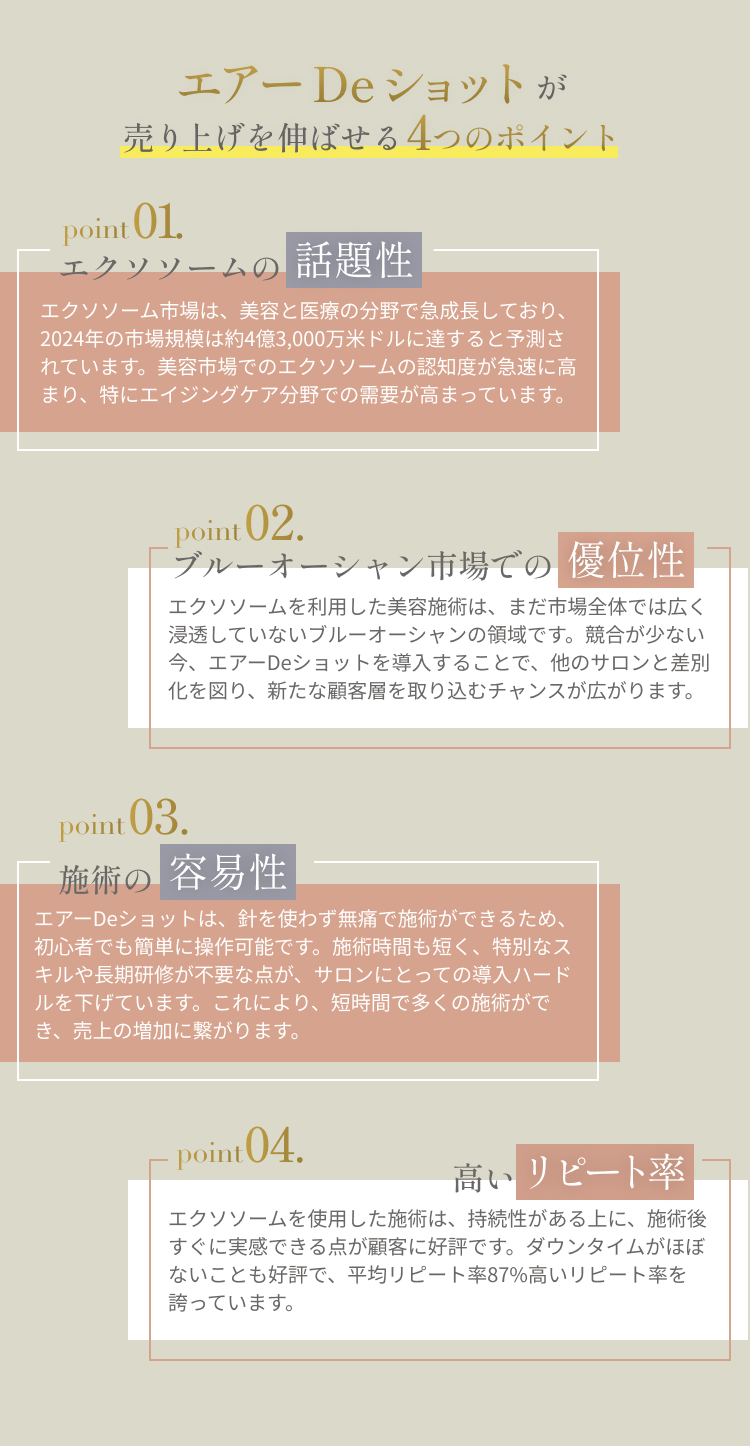 エアーDeショットが
売り上げを伸ばせる4つのポイント
point01.
エクソソームの 話題性
エクソソーム市場は、美容と医療の分野で急成長しており、
2024年の市場規模は約4億3,000万米ドルに達すると予測さ
れています。美容市場でのエクソソームの認知度が急速に高
まり、特にエイジングケア分野での需要が高まっています。
point02.
ブルーオーシャン市場での 優位性
エクソソームを利用した美容施術は、まだ市場全体では広く
浸透していないブルーオーシャンの領域です。競合が少ない
今、エアーDeショットを導入することで、他のサロンと差別
化を図り、新たな顧客層を取り込むチャンスが広がります。
point03.
施術の 容易性
エアーDeショットは、針を使わず無痛で施術ができるため、
初心者でも簡単に操作可能です。施術時間も短く、特別なス
キルや長期研修が不要な点が、サロンにとっての導入ハード
ルを下げています。これにより、短時間で多くの施術がで
き、売上の増加に繋がります。
point04.
高い リピート率
エクソソームを使用した施術は、持続性がある上に、施術後
すぐに実感できる点が顧客に好評です。ダウンタイムがほぼ
ないことも好評で、平均リピート率87%高いリピート率を
誇っています。